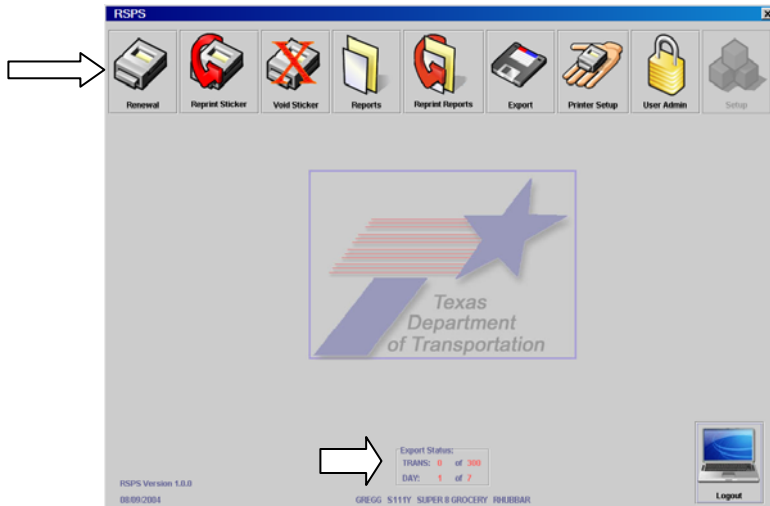 RSPS
Renewal Reprint Sticker Void Sticker Reports Reprint Reports Export Printer Setup User Admin Setup
Texas
Department
of Transportation
Export Status:
TRANS: 0 of 300
DAY: 1 of 7
RSPS Version 1.0.0
08/09/2004
GREGG S111Y SUPER 8 GROCERY RHUBBAR
Logout